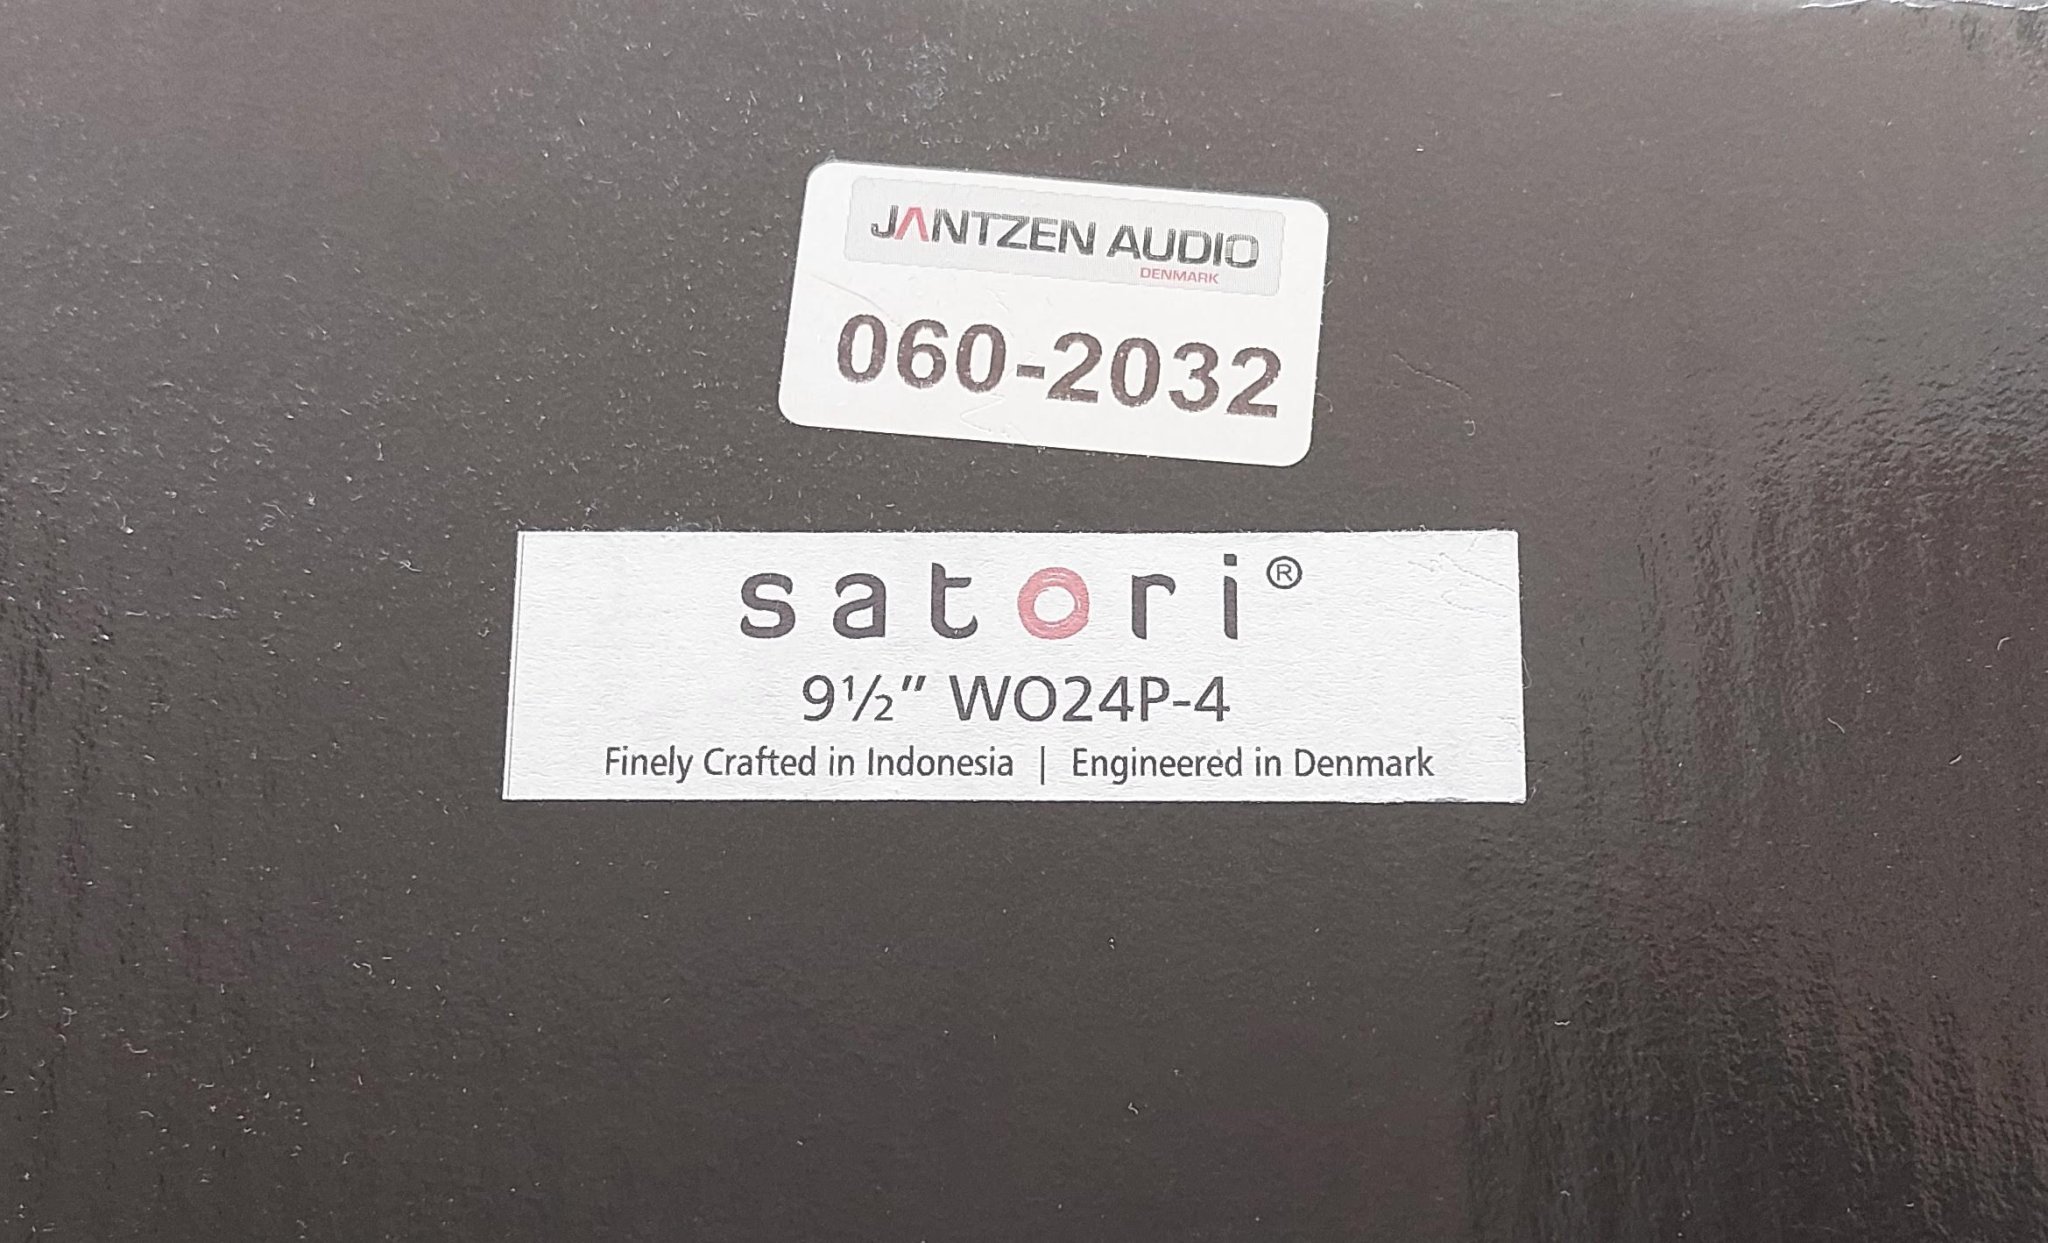 JANTZEN AUDIO
DENMARK
060-2032
satori®
9½” WO24P-4
Finely Crafted in Indonesia | Engineered in Denmark